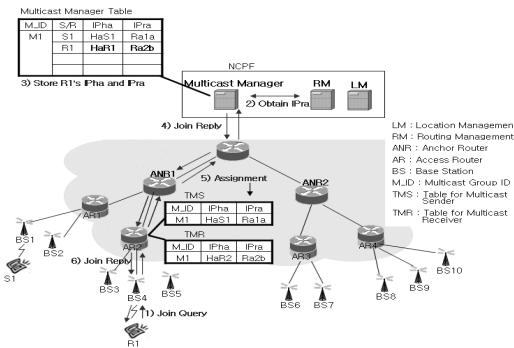 Multicast Manager Table
M_ID S/R IPha IPra
M1 S1 HaS1 Ra1a
R1 HaR1 Ra2b
3) Store R1's IPha and IPra
NCPF
Multicast Manager RM LM
2) Obtain IPra
4) Join Reply
LM : Location Managemen
RM : Routing Management
ANR : Anchor Router
AR : Access Router
BS : Base Station
M_ID : Multicast Group ID
TMS : Table for Multicast
Sender
TMR : Table for Multicast
Receiver
ANR1
5) Assignment
ANR2
TMS
M_ID IPha IPra
M1 HaS1 Ra1a
TMR
M_ID IPha IPra
M1 HaR2 Ra2b
AR1
AR2
AR3
AR4
BS1
BS2
S1
6) Join Reply
BS3
BS4
BS5
BS6
BS7
BS8
BS9
BS10
1) Join Query
R1